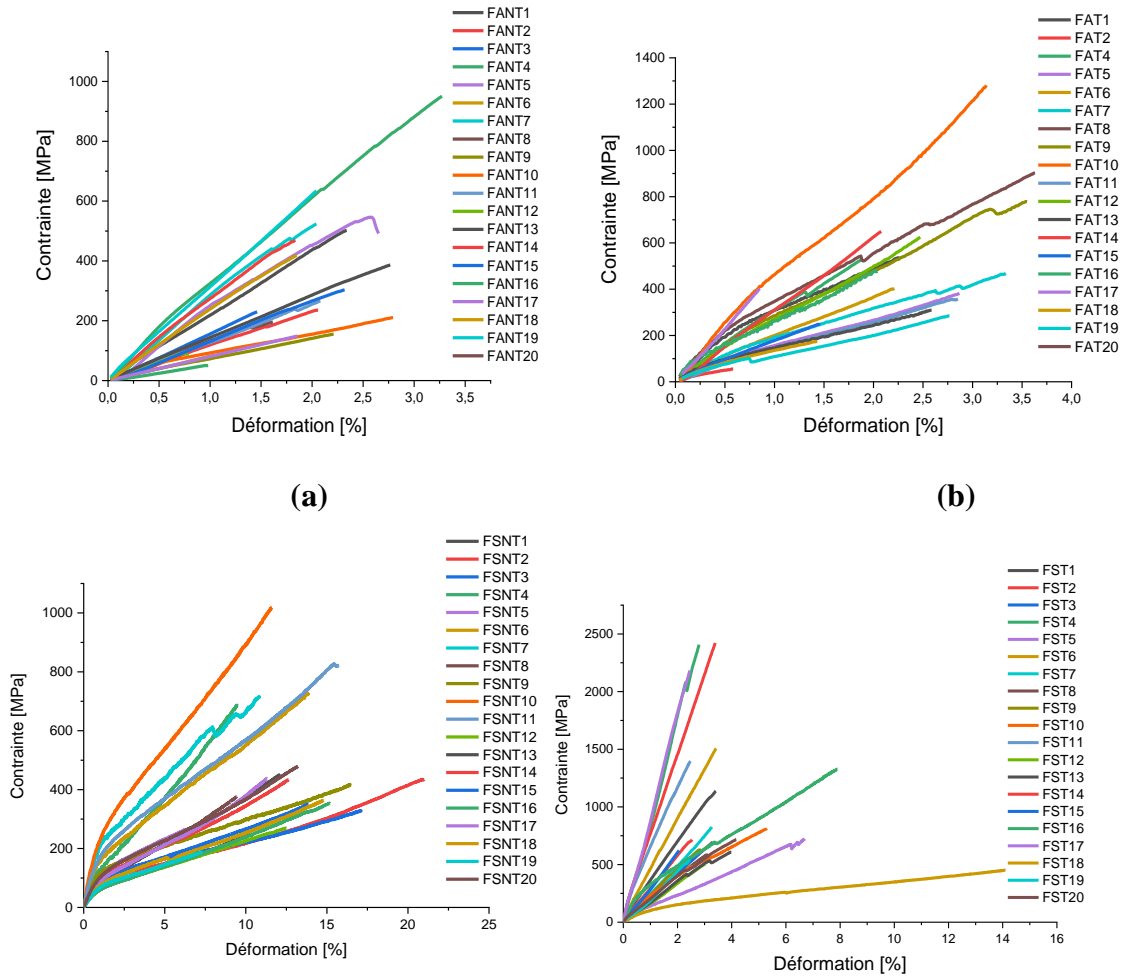 1000
800
600
400
200
0
Contrainte [MPa]
0,0 0,5 1,0 1,5 2,0 2,5 3,0 3,5
Déformation [%]
FANT1
FANT2
FANT3
FANT4
FANT5
FANT6
FANT7
FANT8
FANT9
FANT10
FANT11
FANT12
FANT13
FANT14
FANT15
FANT16
FANT17
FANT18
FANT19
FANT20
1400
1200
1000
800
600
400
200
0
Contrainte [MPa]
0,0 0,5 1,0 1,5 2,0 2,5 3,0 3,5 4,0
Déformation [%]
FAT1
FAT2
FAT4
FAT5
FAT6
FAT7
FAT8
FAT9
FAT10
FAT11
FAT12
FAT13
FAT14
FAT15
FAT16
FAT17
FAT18
FAT19
FAT20
(a)
(b)
1000
800
600
400
200
0
Contrainte [MPa]
0 5 10 15 20 25
Déformation [%]
FSNT1
FSNT2
FSNT3
FSNT4
FSNT5
FSNT6
FSNT7
FSNT8
FSNT9
FSNT10
FSNT11
FSNT12
FSNT13
FSNT14
FSNT15
FSNT16
FSNT17
FSNT18
FSNT19
FSNT20
2500
2000
1500
1000
500
0
Contrainte [MPa]
0 2 4 6 8 10 12 14 16
Déformation [%]
FST1
FST2
FST3
FST4
FST5
FST6
FST7
FST8
FST9
FST10
FST11
FST12
FST13
FST14
FST15
FST16
FST17
FST18
FST19
FST20